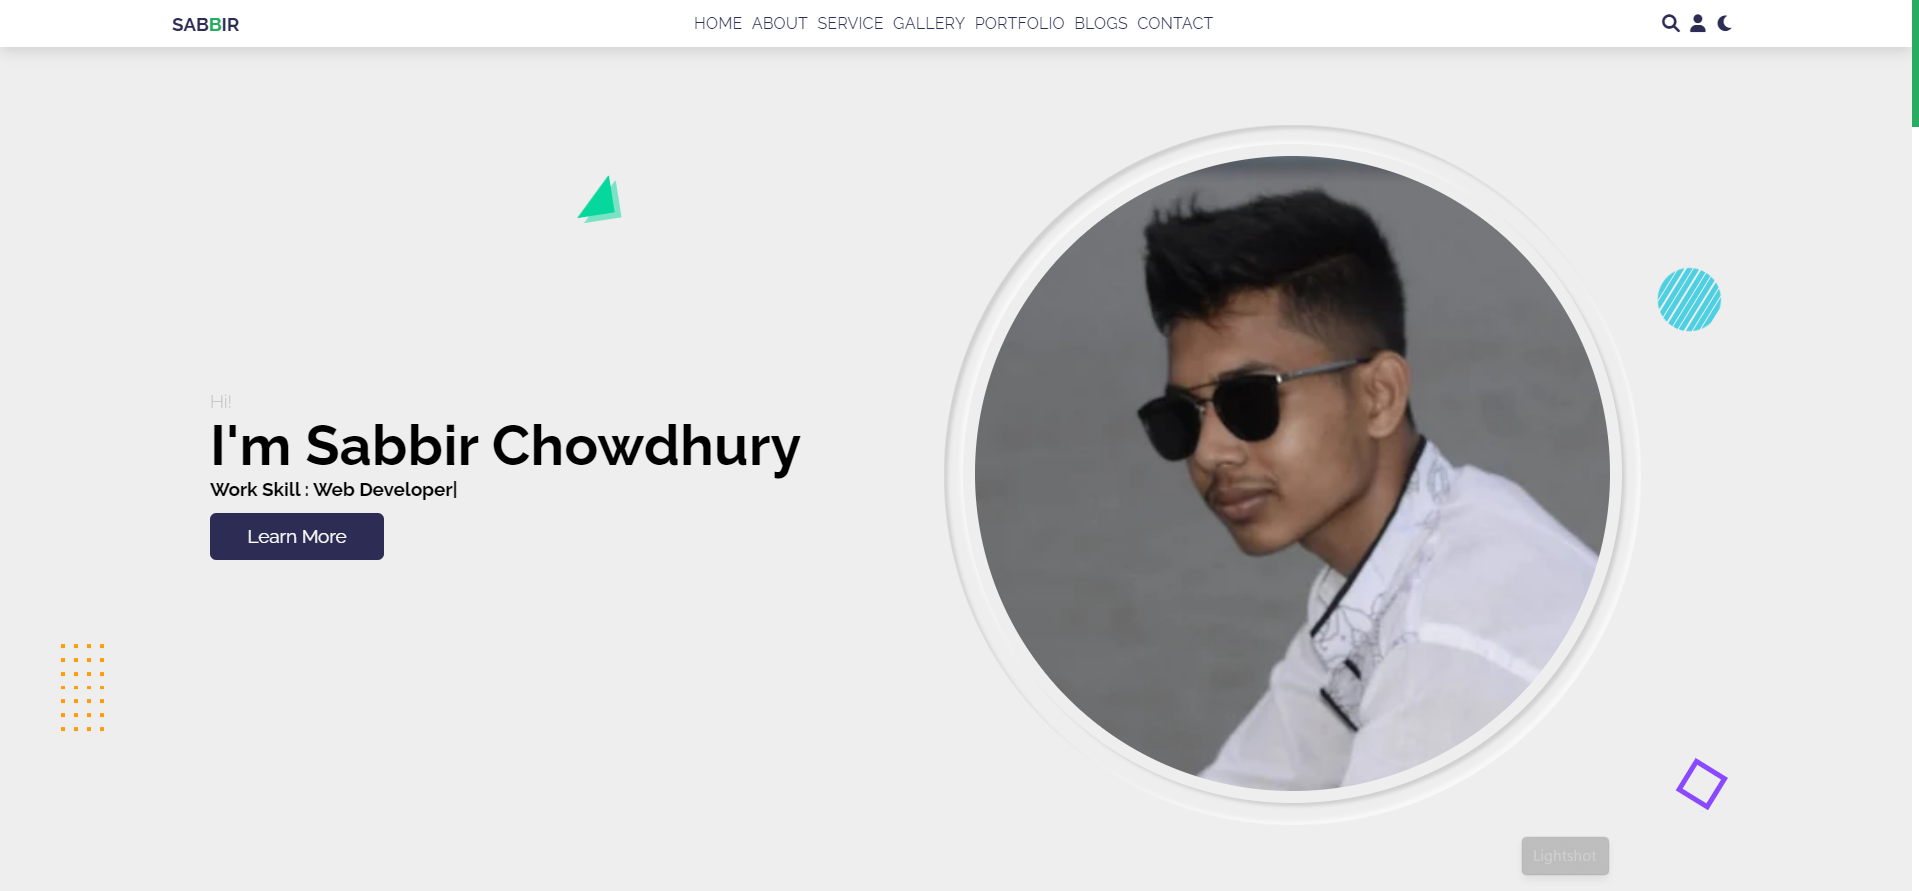 SABBIR
HOME ABOUT SERVICE GALLERY PORTFOLIO BLOGS CONTACT
Hi!
I'm Sabbir Chowdhury
Work Skill : Web Developer|
Learn More
Lightshot